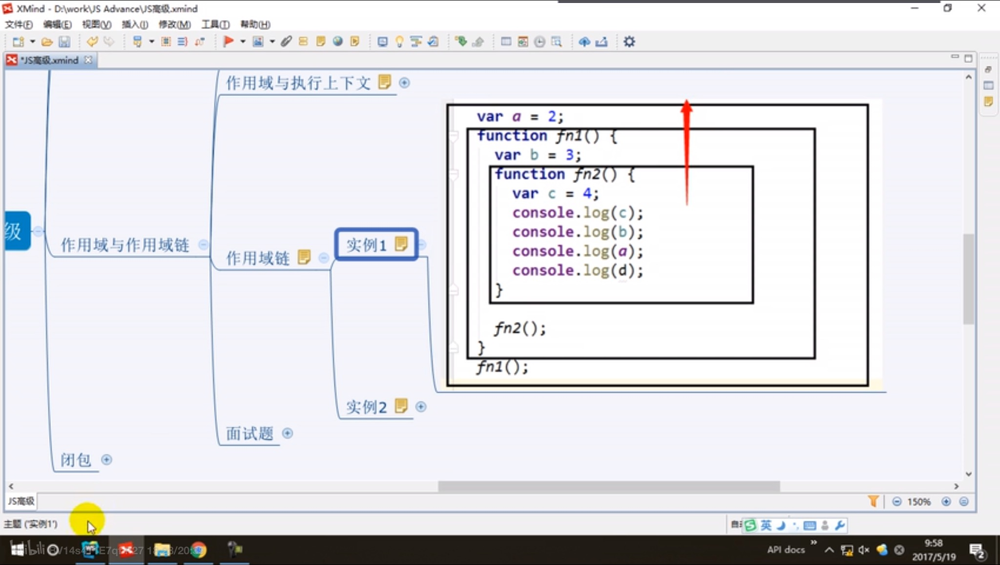 XMind - D:\work\JS Advance\JS高级.xmind
文件(F) 编辑(E) 视图(V) 插入(I) 修改(M) 工具(T) 帮助(H)
*JS高级.xmind
作用域与执行上下文
级
作用域与作用域链
作用域链
实例1
var a = 2;
function fn1() {
var b = 3;
function fn2() {
var c = 4;
console.log(c);
console.log(b);
console.log(a);
console.log(d);
}
fn2();
}
fn1();
实例2
面试题
闭包
JS高级
150%
主题 ('实例1')
英
bilibili
API docs
9:58
2017/5/19
2